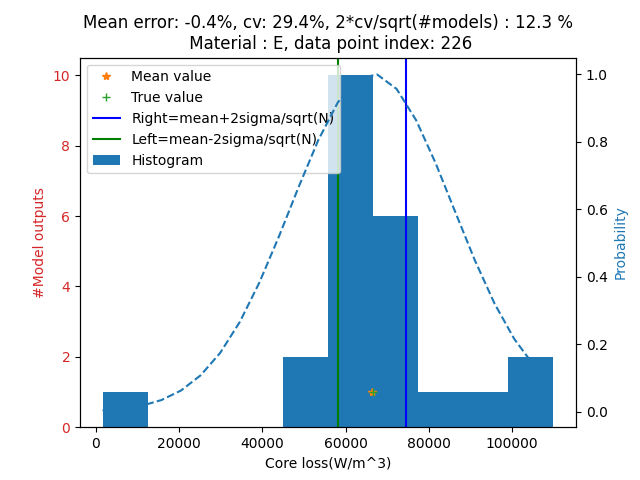 Mean error: -0.4%, cv: 29.4%, 2*cv/sqrt(#models) : 12.3 %
Material : E, data point index: 226
Mean value
True value
Right=mean+2sigma/sqrt(N)
Left=mean-2sigma/sqrt(N)
Histogram
#Model outputs
10
8
6
4
2
0
1.0
0.8
0.6
0.4
0.2
0.0
Probability
0 20000 40000 60000 80000 100000
Core loss(W/m^3)